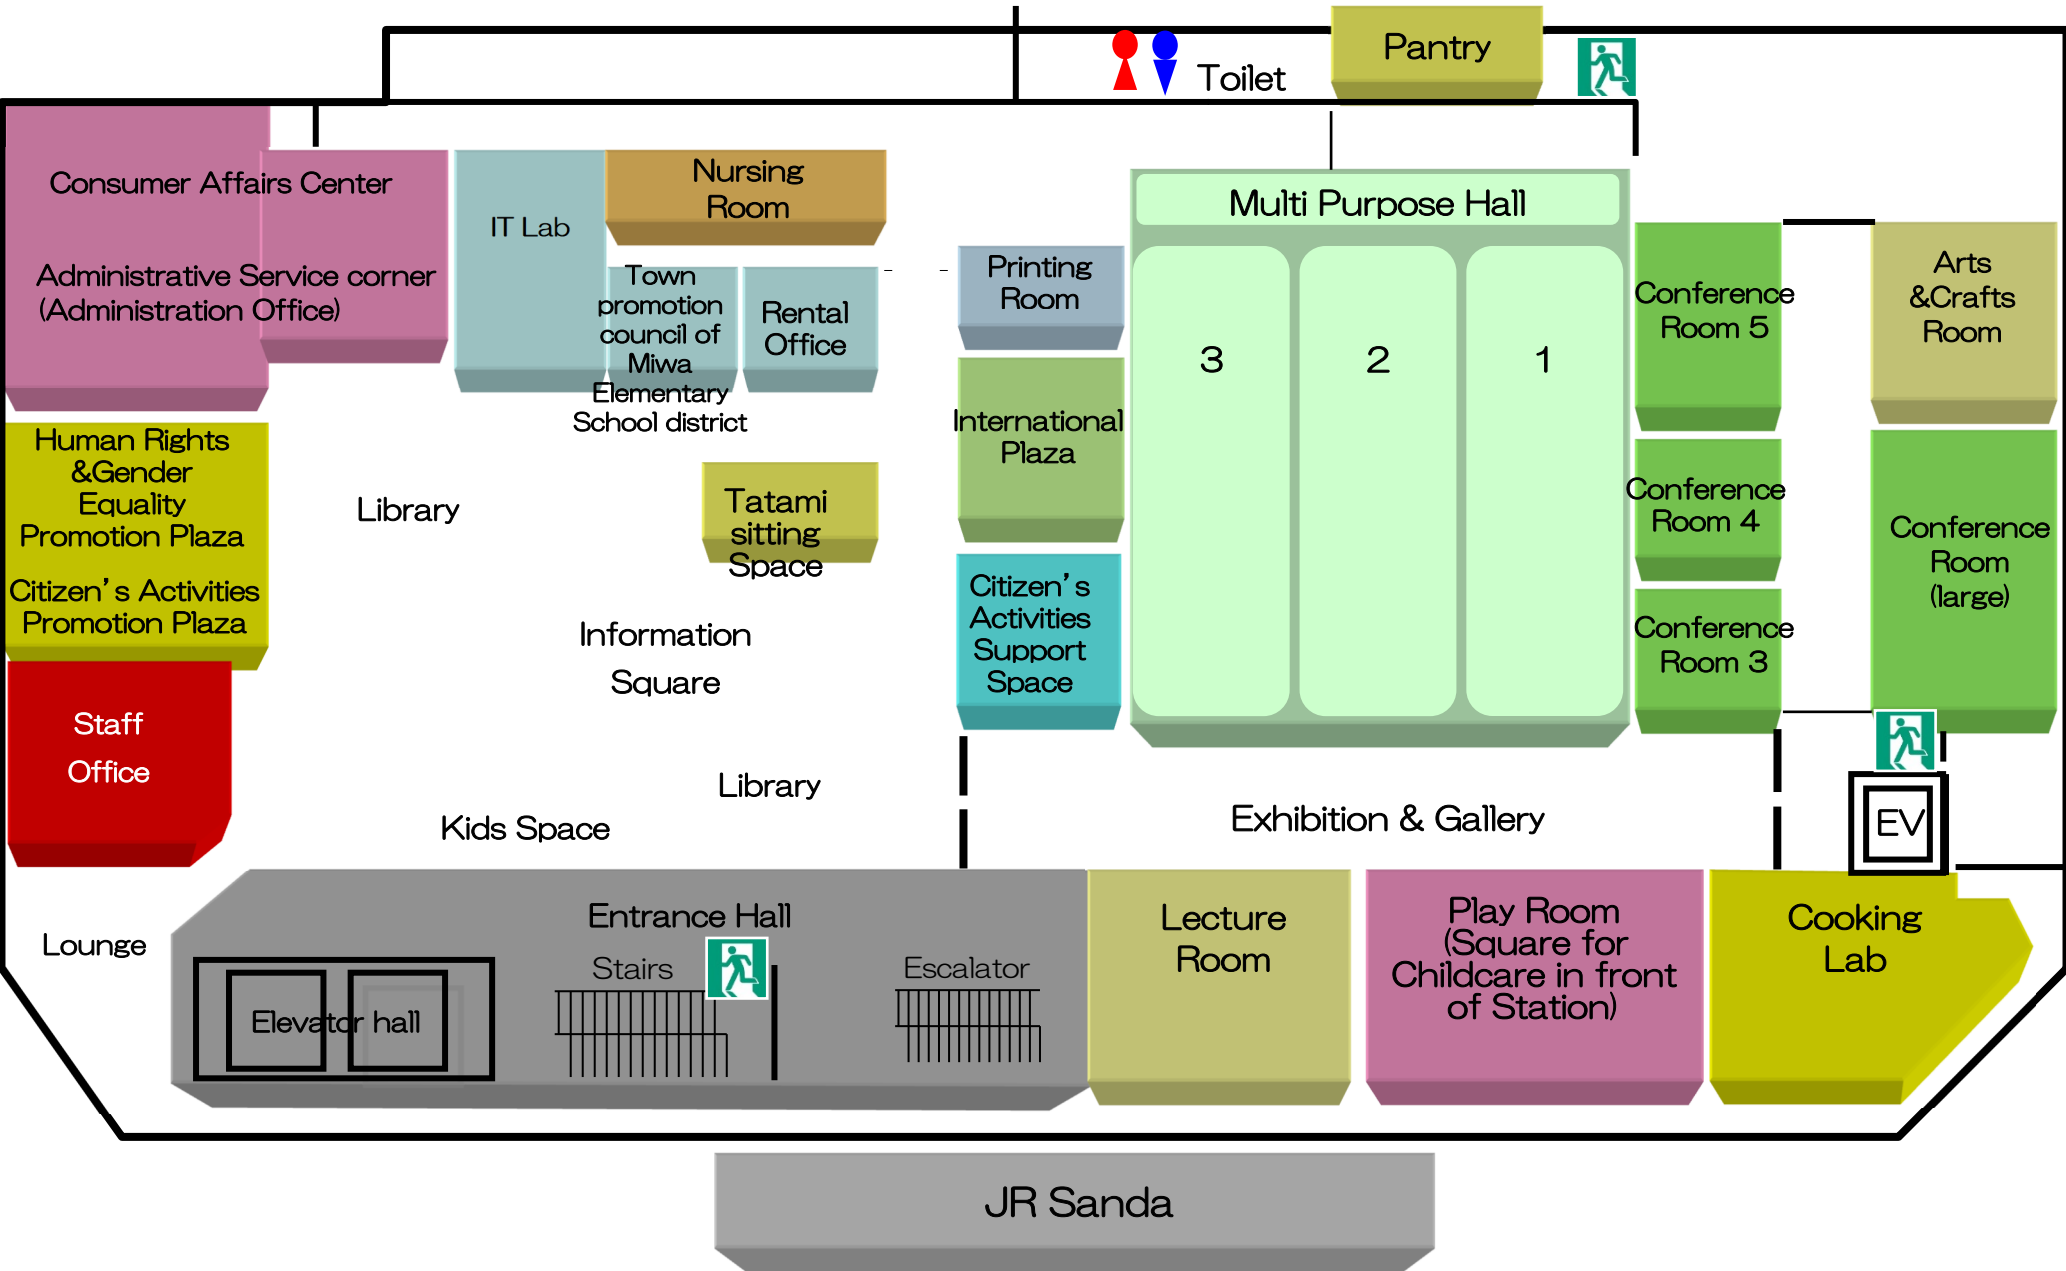 Pantry
Toilet
Consumer Affairs Center
Administrative Service corner
(Administration Office)
IT Lab
Nursing
Room
Town
promotion
council of
Miwa
Elementary
School district
Rental
Office
Printing
Room
Multi Purpose Hall
3
2
1
Conference
Room 5
Arts
&Crafts
Room
International
Plaza
Human Rights
&Gender
Equality
Promotion Plaza
Citizen’s Activities
Promotion Plaza
Library
Tatami
sitting
Space
Conference
Room 4
Conference
Room
(large)
Citizen’s
Activities
Support
Space
Conference
Room 3
Information
Square
Staff
Office
Library
Kids Space
Exhibition & Gallery
EV
Lounge
Entrance Hall
Stairs
Escalator
Elevator hall
Lecture
Room
Play Room
(Square for
Childcare in front
of Station)
Cooking
Lab
JR Sanda